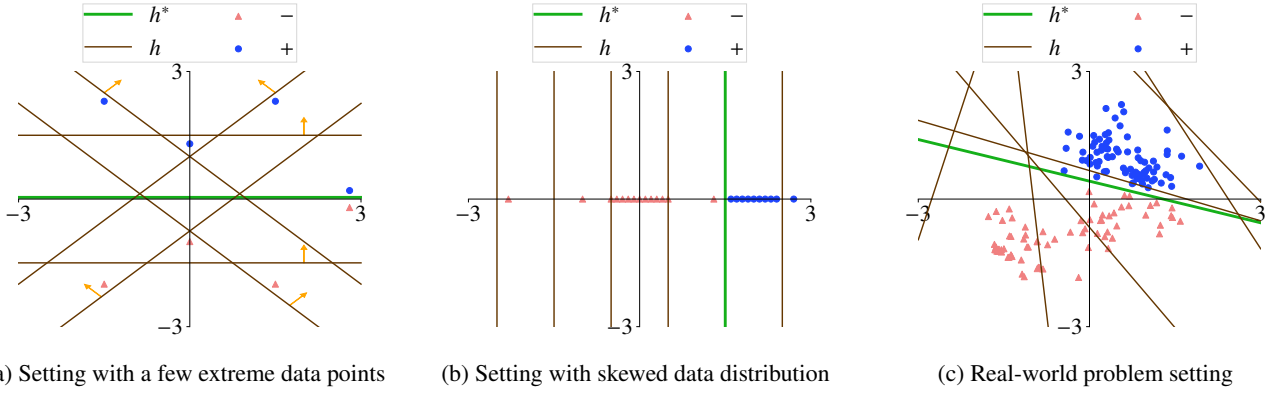 h* −
h +
h* −
h +
h* −
h +
3
−3 3
−3
3
−3 3
−3
3
−3 3
−3
) Setting with a few extreme data points
(b) Setting with skewed data distribution
(c) Real-world problem setting